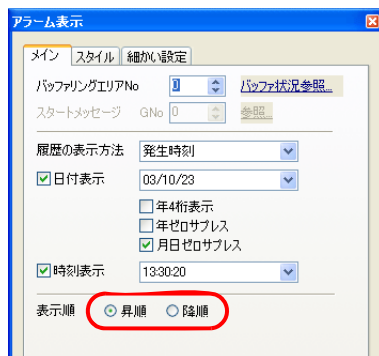 アラーム表示
メイン スタイル 細かい設定
バッファリングエリアNo 0 バッファ状況参照...
スタートメッセージ GNo 0 参照...
履歴の表示方法 発生時刻
日付表示 03/10/23
年4桁表示
年ゼロサプレス
月日ゼロサプレス
時刻表示 13:30:20
表示順 昇順 降順